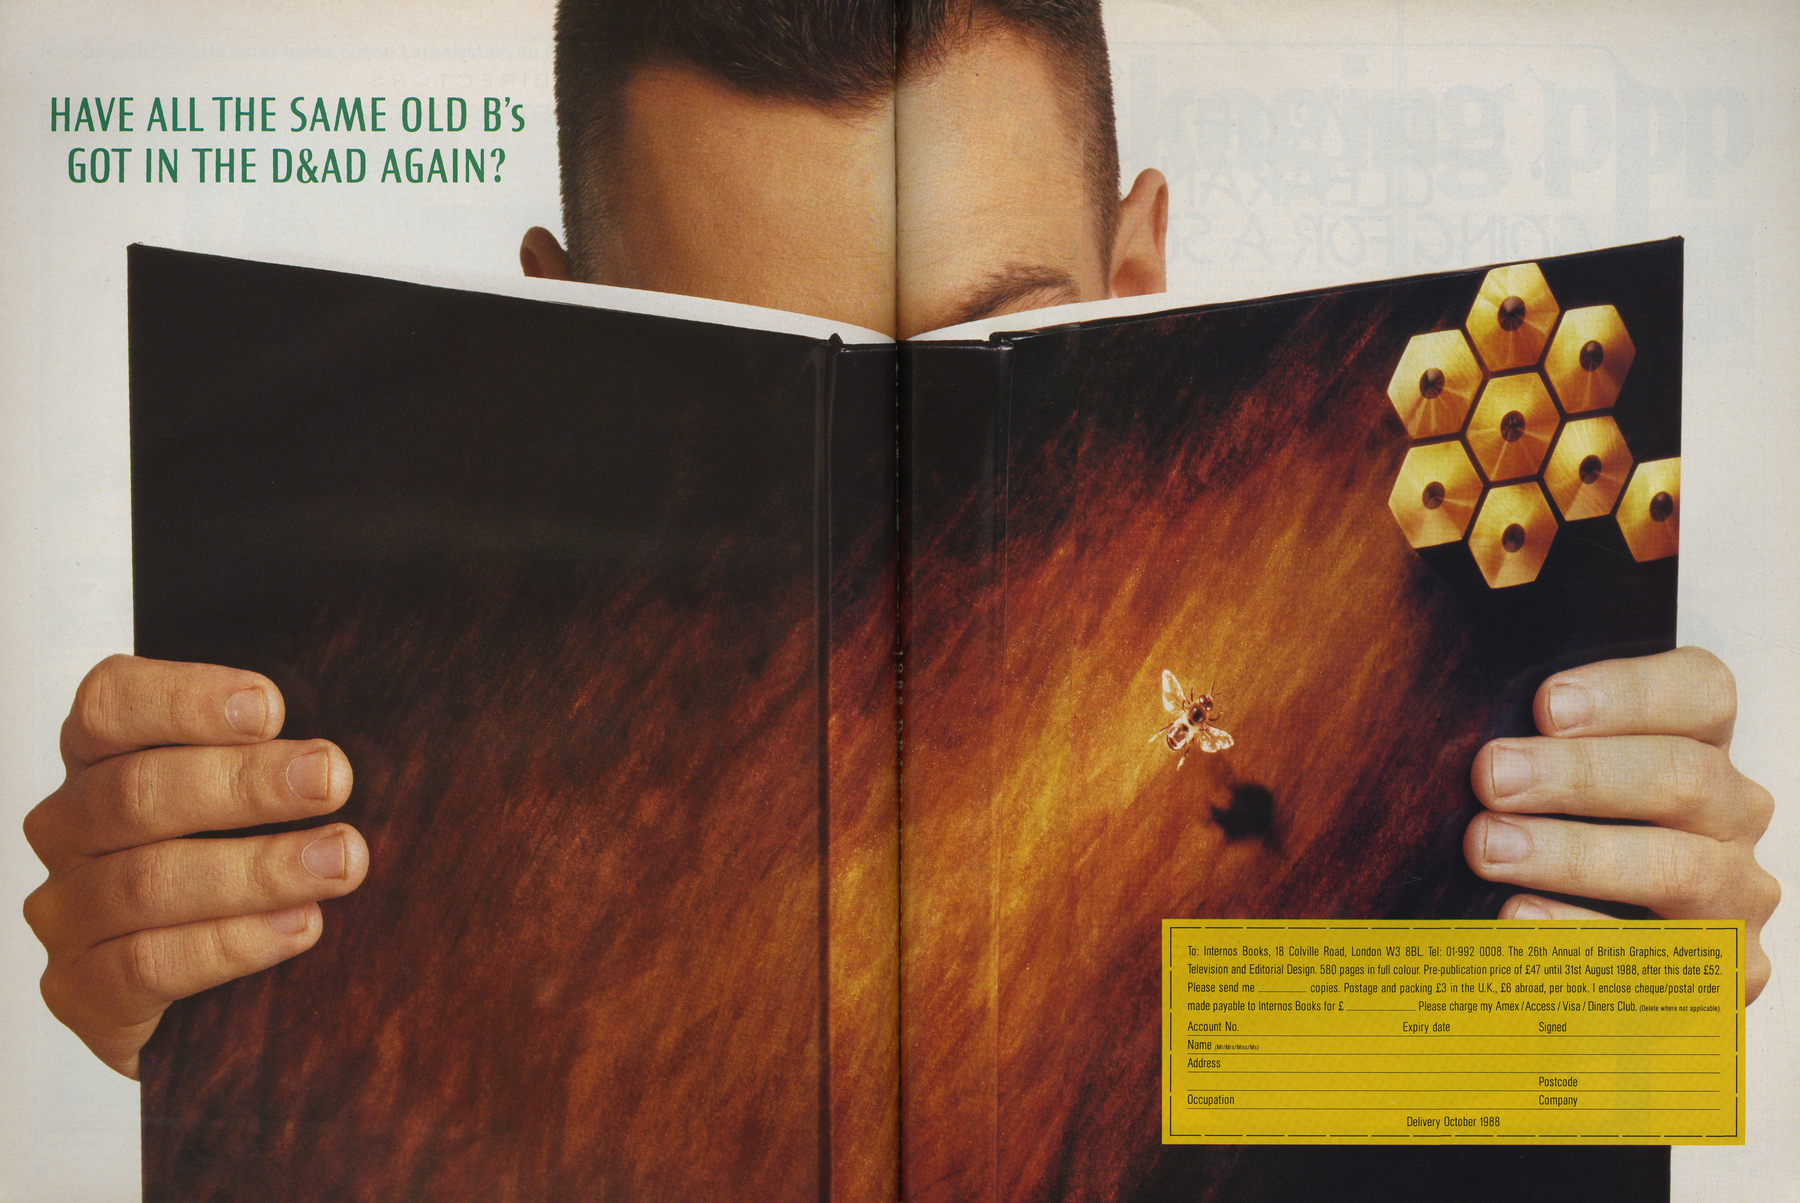 HAVE ALL THE SAME OLD B's
GOT IN THE D&AD AGAIN?
To: Internos Books, 18 Colville Road, London W3 8BL. Tel: 01-992 0008. The 26th Annual of British Graphics, Advertising,
Television and Editorial Design. 580 pages in full colour. Pre-publication price of £47 until 31st August 1988, after this date £52.
Please send me ________ copies. Postage and packing £3 in the U.K., £6 abroad, per book. I enclose cheque/postal order
made payable to Internos Books for £ ____________ Please charge my Amex/Access/Visa/Diners Club. (Delete where not applicable).
Account No. Expiry date Signed
Name (Mr/Mrs/Miss/Ms)
Address
Postcode
Occupation Company
Delivery October 1988